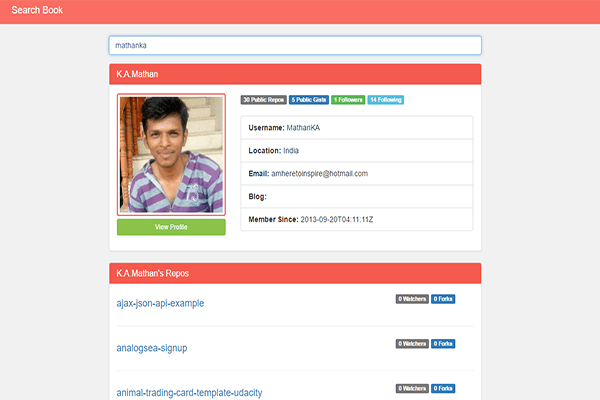 Search Book
mathanka
K.A.Mathan
30 Public Repos 5 Public Gists 1 Followers 14 Following
Username: MathanKA
Location: India
Email: amheretoinspire@hotmail.com
Blog:
Member Since: 2013-09-20T04:11:11Z
View Profile
K.A.Mathan's Repos
ajax-json-api-example
0 Watchers 0 Forks
analogsea-signup
0 Watchers 0 Forks
animal-trading-card-template-udacity
0 Watchers 0 Forks